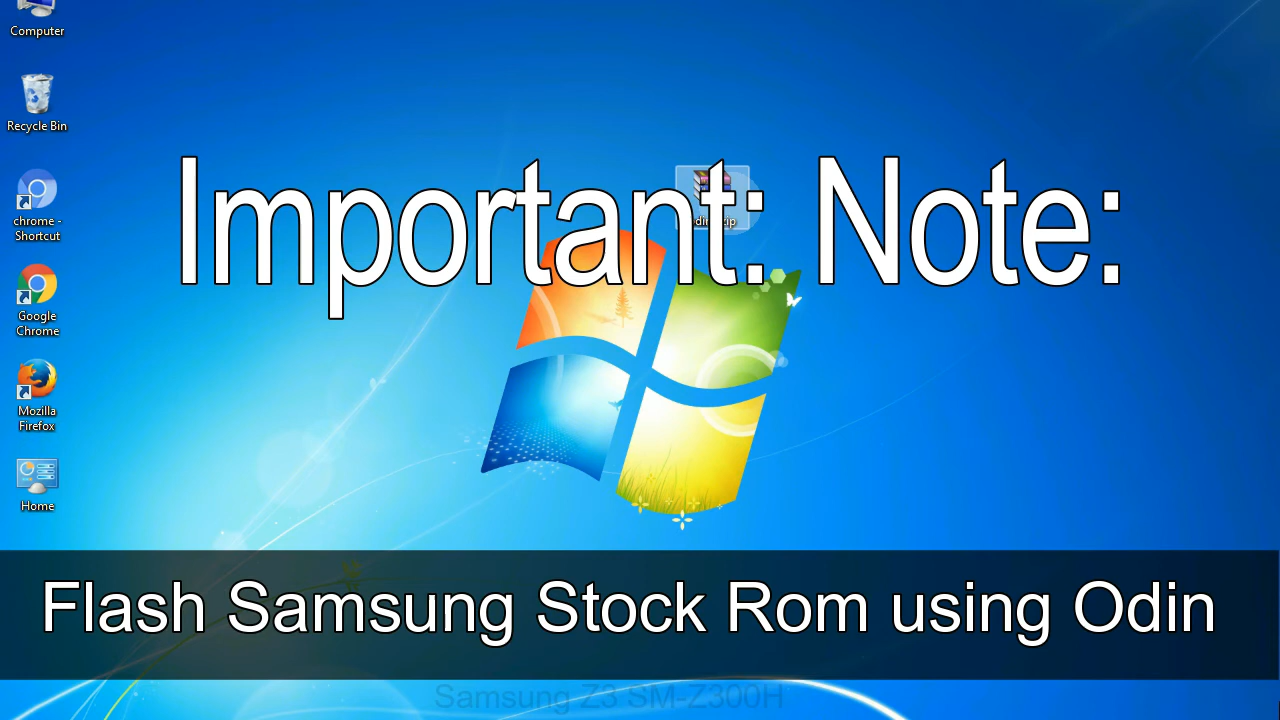 Computer
Recycle Bin
chrome -
Shortcut
Google
Chrome
Mozilla
Firefox
Home
Important: Note:
Flash Samsung Stock Rom using Odin
Samsung Z3 SM-Z300H